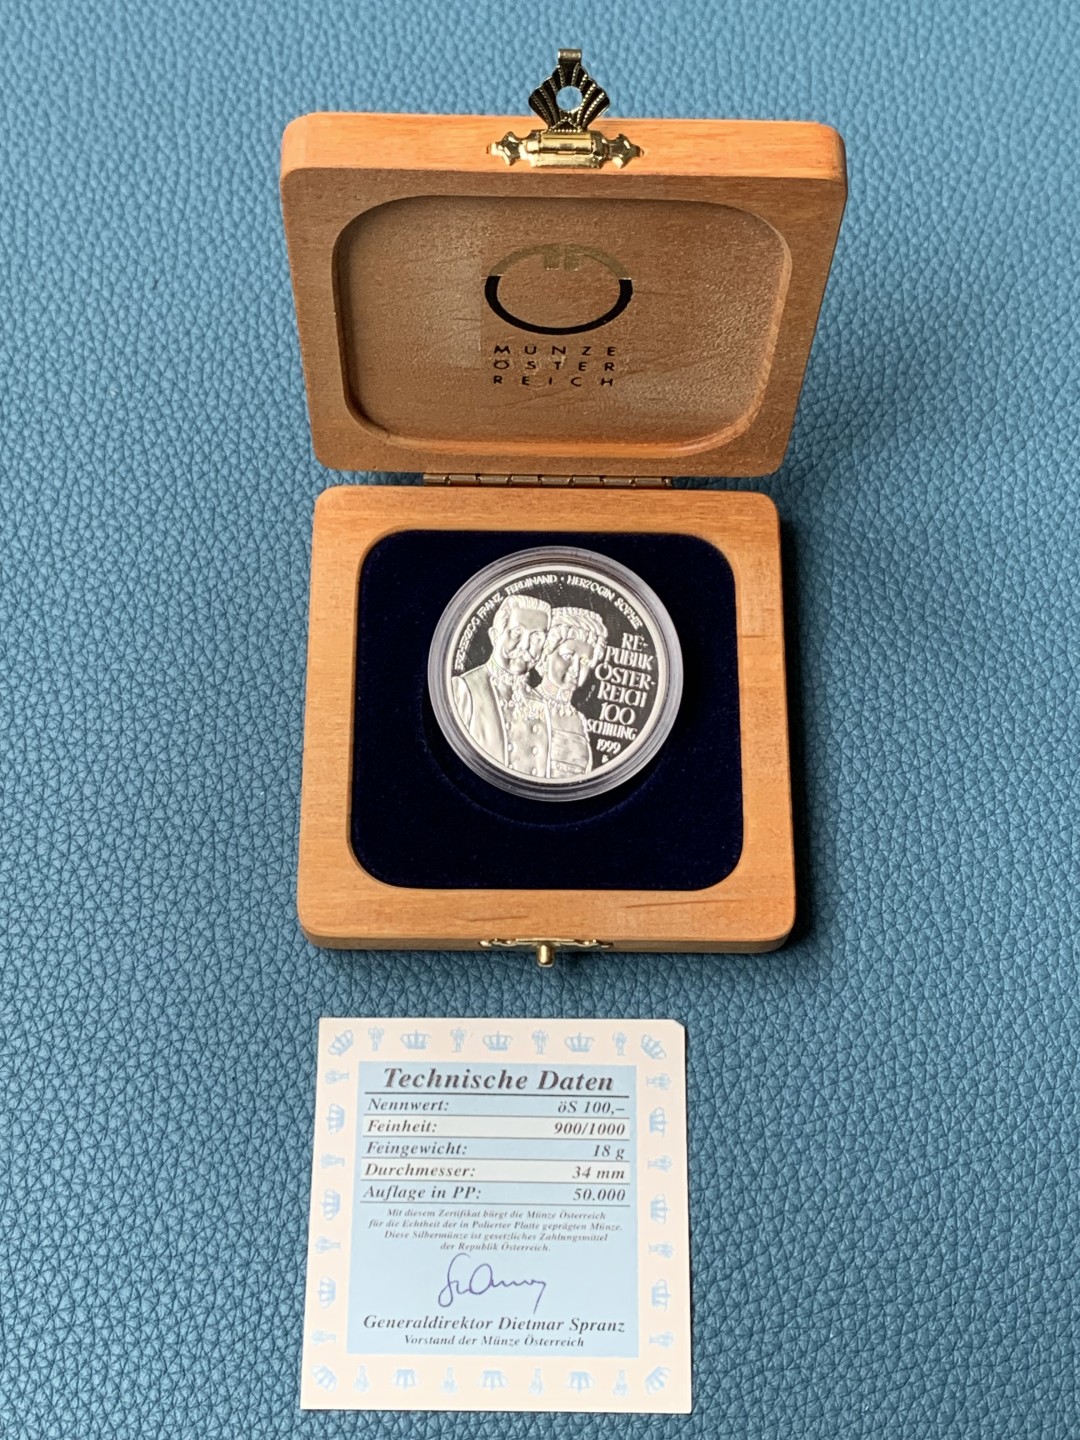 MÜNZE
ÖSTER
REICH
ERZHERZOG FRANZ FERDINAND · HERZOGIN SOPHIE
RE-
PUBLIK
ÖSTER-
REICH
100
SCHILLING
1999
Technische Daten
Nennwert: öS 100,–
Feinheit: 900/1000
Feingewicht: 18 g
Durchmesser: 34 mm
Auflage in PP: 50.000
Mit diesem Zertifikat bürgt die Münze Österreich
für die Echtheit der in Polierter Platte geprägten Münze.
Diese Silbermünze ist gesetzliches Zahlungsmittel
der Republik Österreich.
Generaldirektor Dietmar Spranz
Vorstand der Münze Österreich